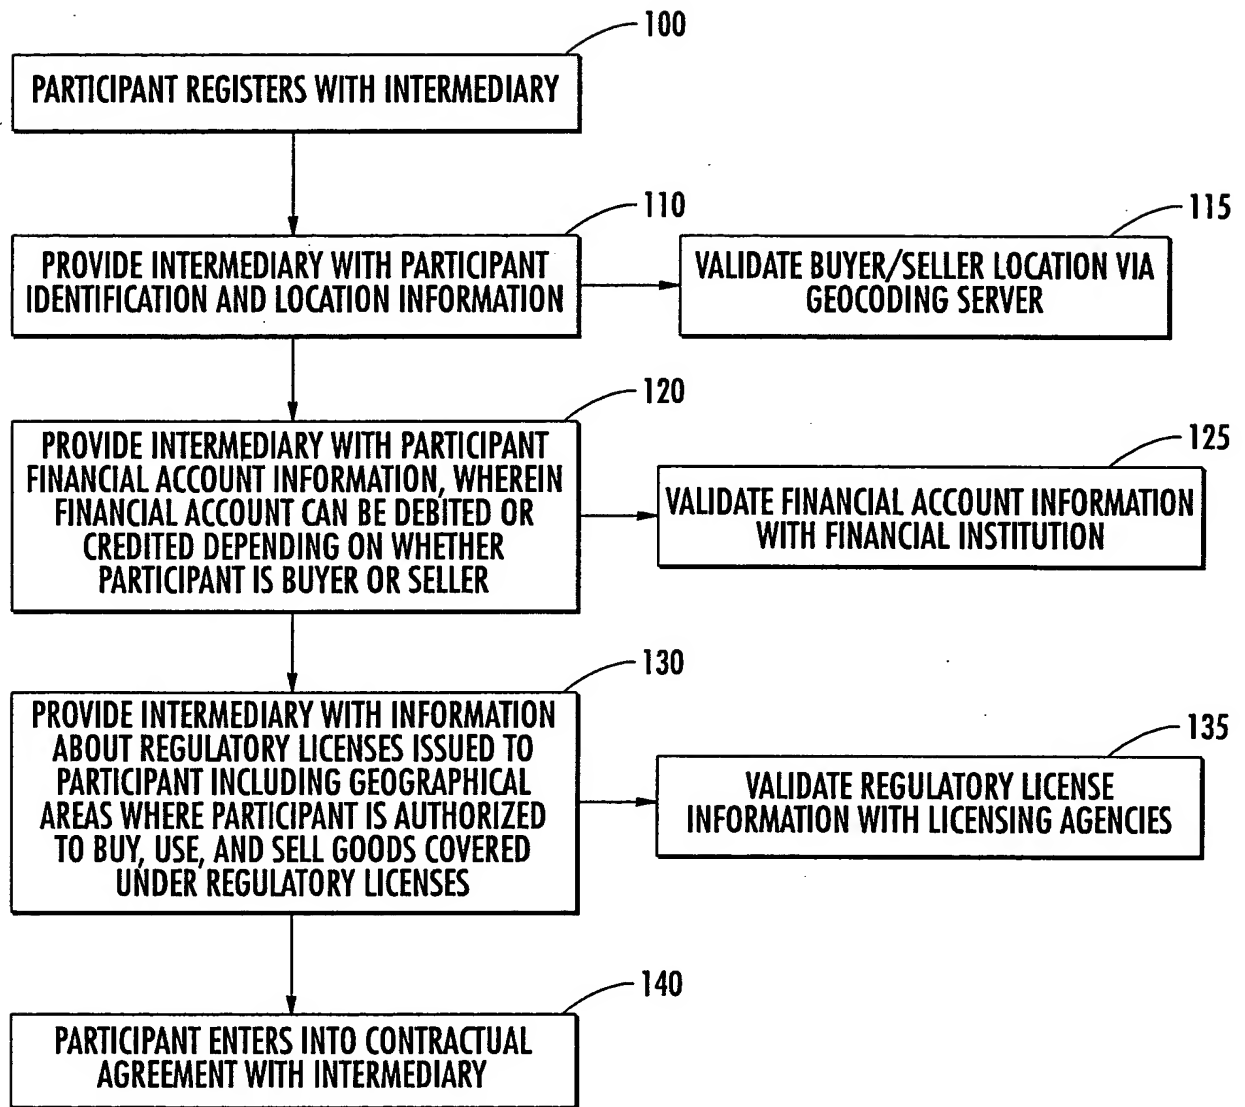 100
PARTICIPANT REGISTERS WITH INTERMEDIARY
110
PROVIDE INTERMEDIARY WITH PARTICIPANT
IDENTIFICATION AND LOCATION INFORMATION
115
VALIDATE BUYER/SELLER LOCATION VIA
GEOCODING SERVER
120
PROVIDE INTERMEDIARY WITH PARTICIPANT
FINANCIAL ACCOUNT INFORMATION, WHEREIN
FINANCIAL ACCOUNT CAN BE DEBITED OR
CREDITED DEPENDING ON WHETHER
PARTICIPANT IS BUYER OR SELLER
125
VALIDATE FINANCIAL ACCOUNT INFORMATION
WITH FINANCIAL INSTITUTION
130
PROVIDE INTERMEDIARY WITH INFORMATION
ABOUT REGULATORY LICENSES ISSUED TO
PARTICIPANT INCLUDING GEOGRAPHICAL
AREAS WHERE PARTICIPANT IS AUTHORIZED
TO BUY, USE, AND SELL GOODS COVERED
UNDER REGULATORY LICENSES
135
VALIDATE REGULATORY LICENSE
INFORMATION WITH LICENSING AGENCIES
140
PARTICIPANT ENTERS INTO CONTRACTUAL
AGREEMENT WITH INTERMEDIARY